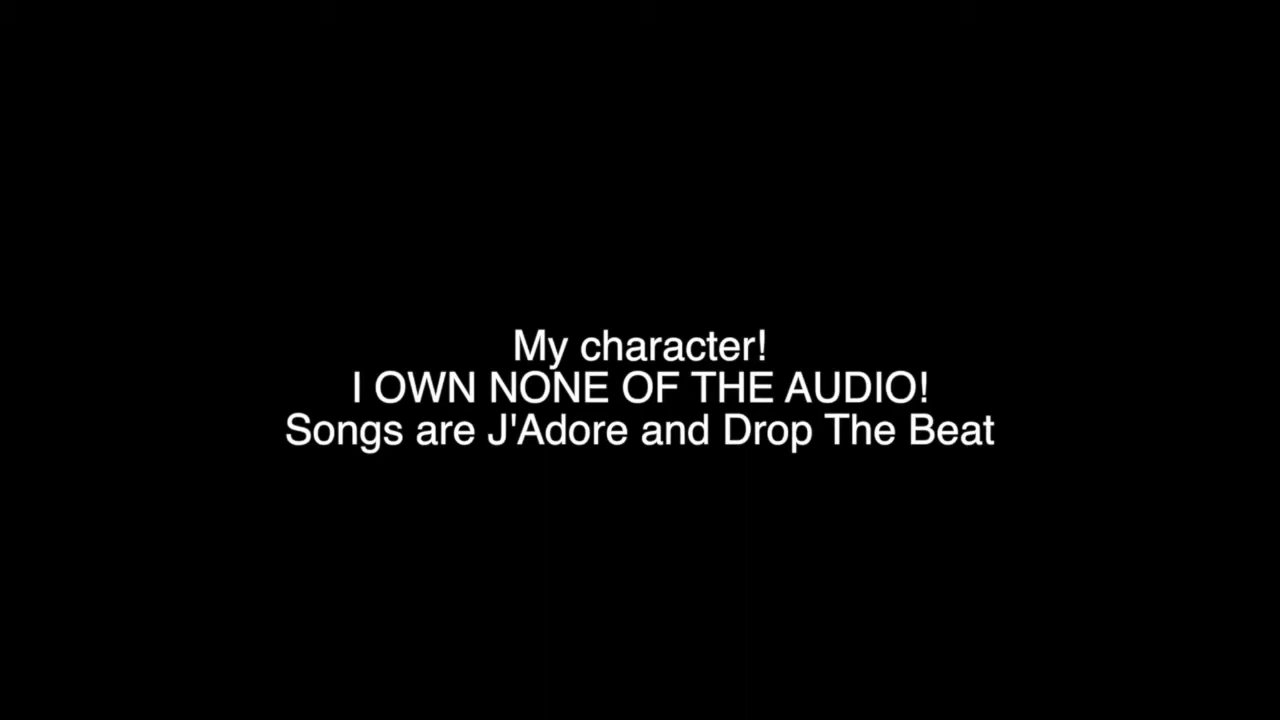 My character!
I OWN NONE OF THE AUDIO!
Songs are J'Adore and Drop The Beat